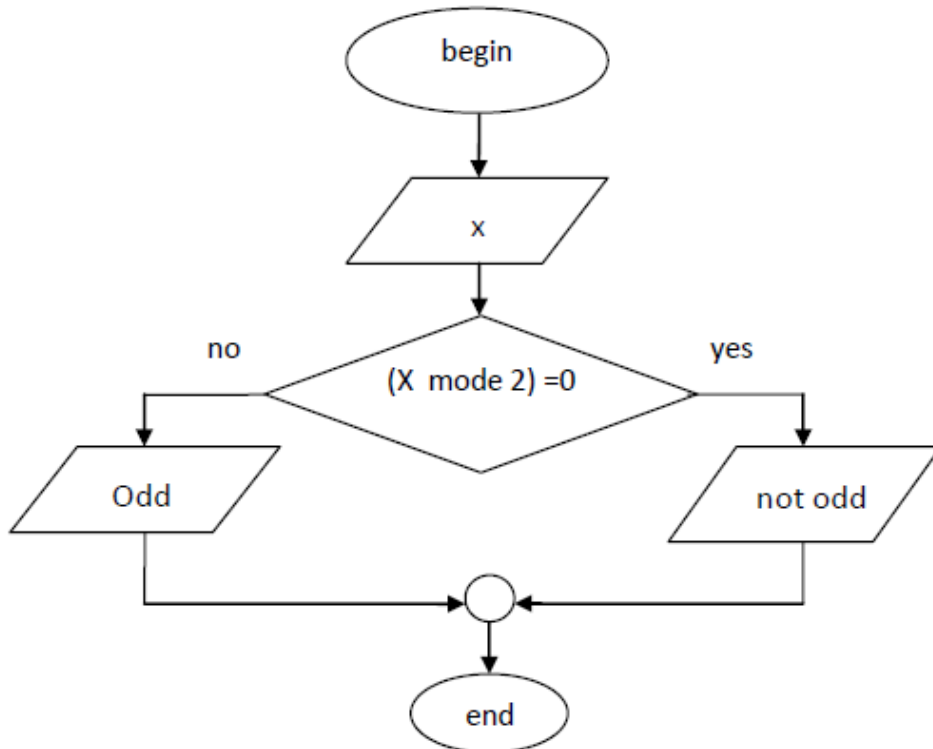 begin
x
no
yes
(X mode 2) =0
Odd
not odd
end